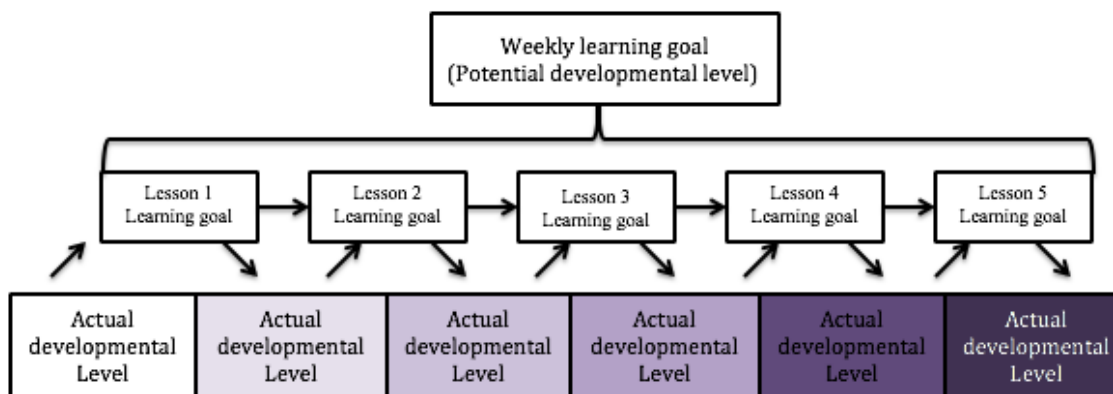 Weekly learning goal
(Potential developmental level)
Lesson 1
Learning goal
Lesson 2
Learning goal
Lesson 3
Learning goal
Lesson 4
Learning goal
Lesson 5
Learning goal
Actual
developmental
Level
Actual
developmental
Level
Actual
developmental
Level
Actual
developmental
Level
Actual
developmental
Level
Actual
developmental
Level